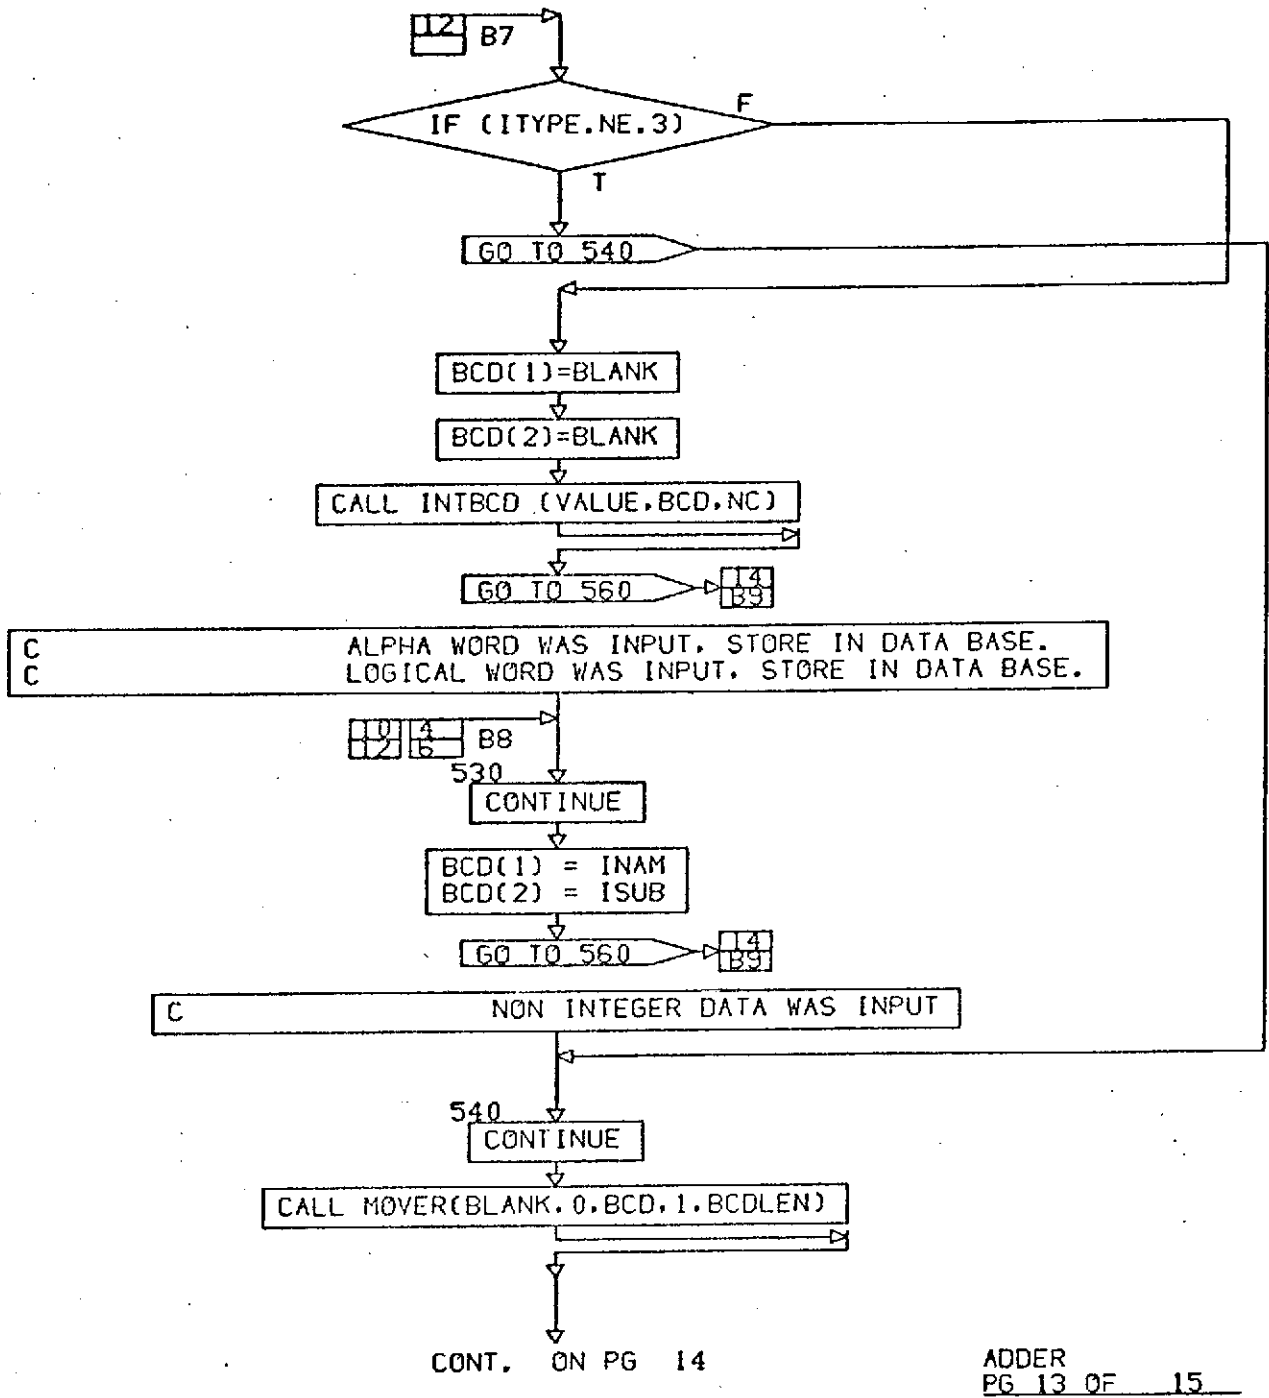 12 B7
F
IF (ITYPE.NE.3)
T
GO TO 540
BCD(1)=BLANK
BCD(2)=BLANK
CALL INTBCD (VALUE,BCD,NC)
GO TO 560
14
B9
C ALPHA WORD WAS INPUT. STORE IN DATA BASE.
C LOGICAL WORD WAS INPUT. STORE IN DATA BASE.
10 4
12 6
B8
530
CONTINUE
BCD(1) = INAM
BCD(2) = ISUB
GO TO 560
14
B9
C NON INTEGER DATA WAS INPUT
540
CONTINUE
CALL MOVER(BLANK,0,BCD,1,BCDLEN)
CONT. ON PG 14
ADDER
PG 13 OF 15